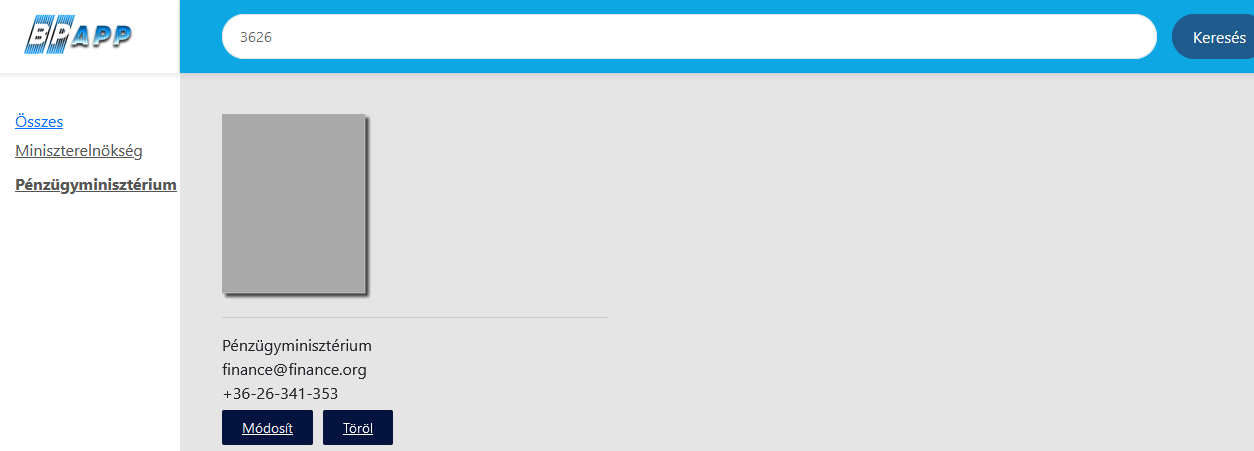 BPAPP
3626
Keresés
Összes
Miniszterelnökség
Pénzügyminisztérium
Pénzügyminisztérium
finance@finance.org
+36-26-341-353
Módosít
Töröl